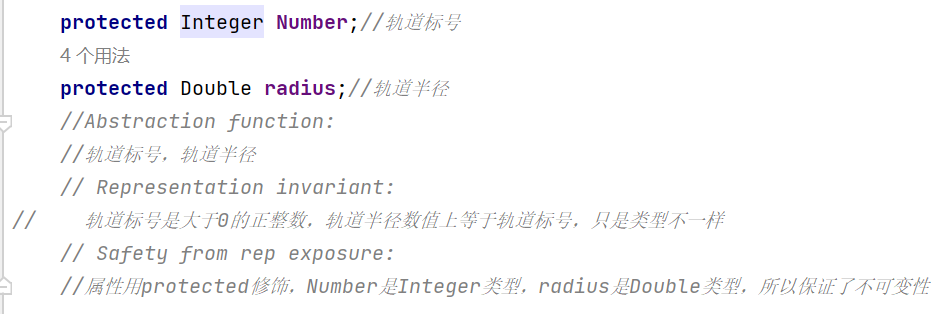 protected Integer Number;//轨道标号
4 个用法
protected Double radius;//轨道半径
//Abstraction function:
//轨道标号，轨道半径
// Representation invariant:
// 轨道标号是大于0的正整数，轨道半径数值上等于轨道标号，只是类型不一样
// Safety from rep exposure:
//属性用protected修饰，Number是Integer类型，radius是Double类型，所以保证了不可变性